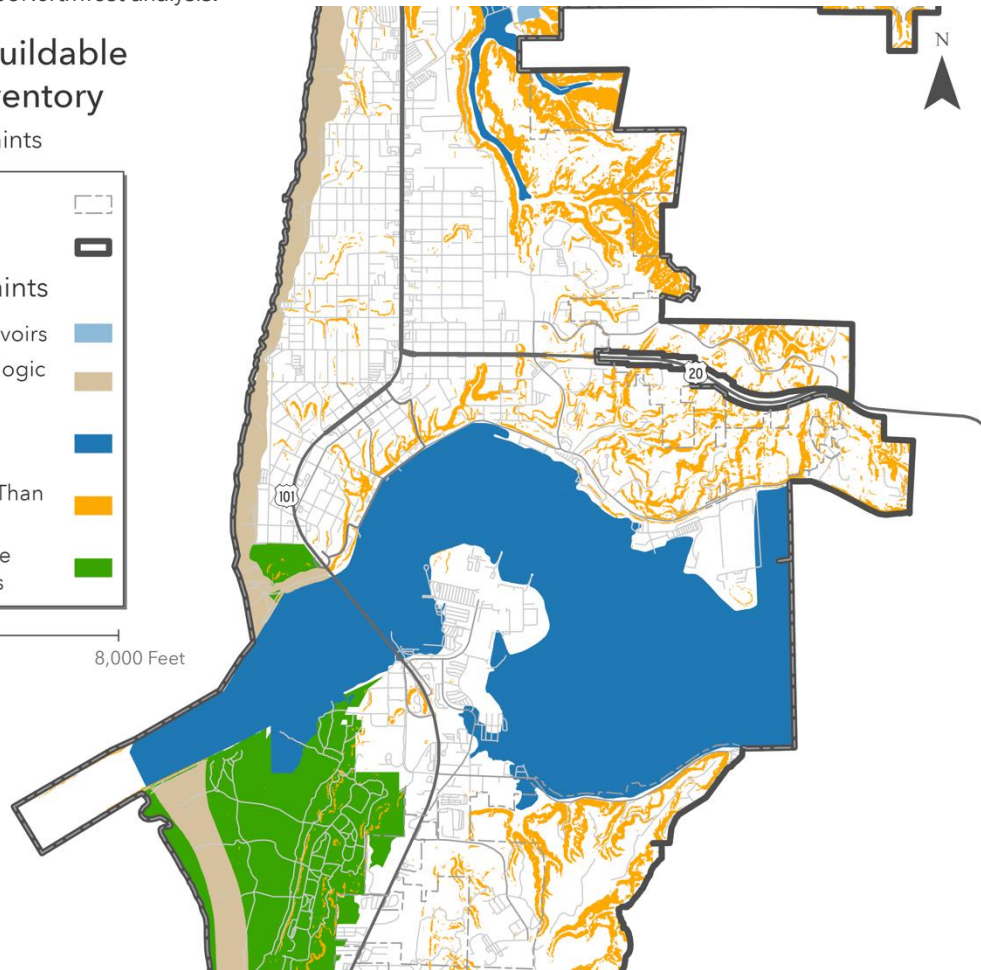 uildable
entory
ints
ints
voirs
ogic
Than
e
s
8,000 Feet
N
20
101